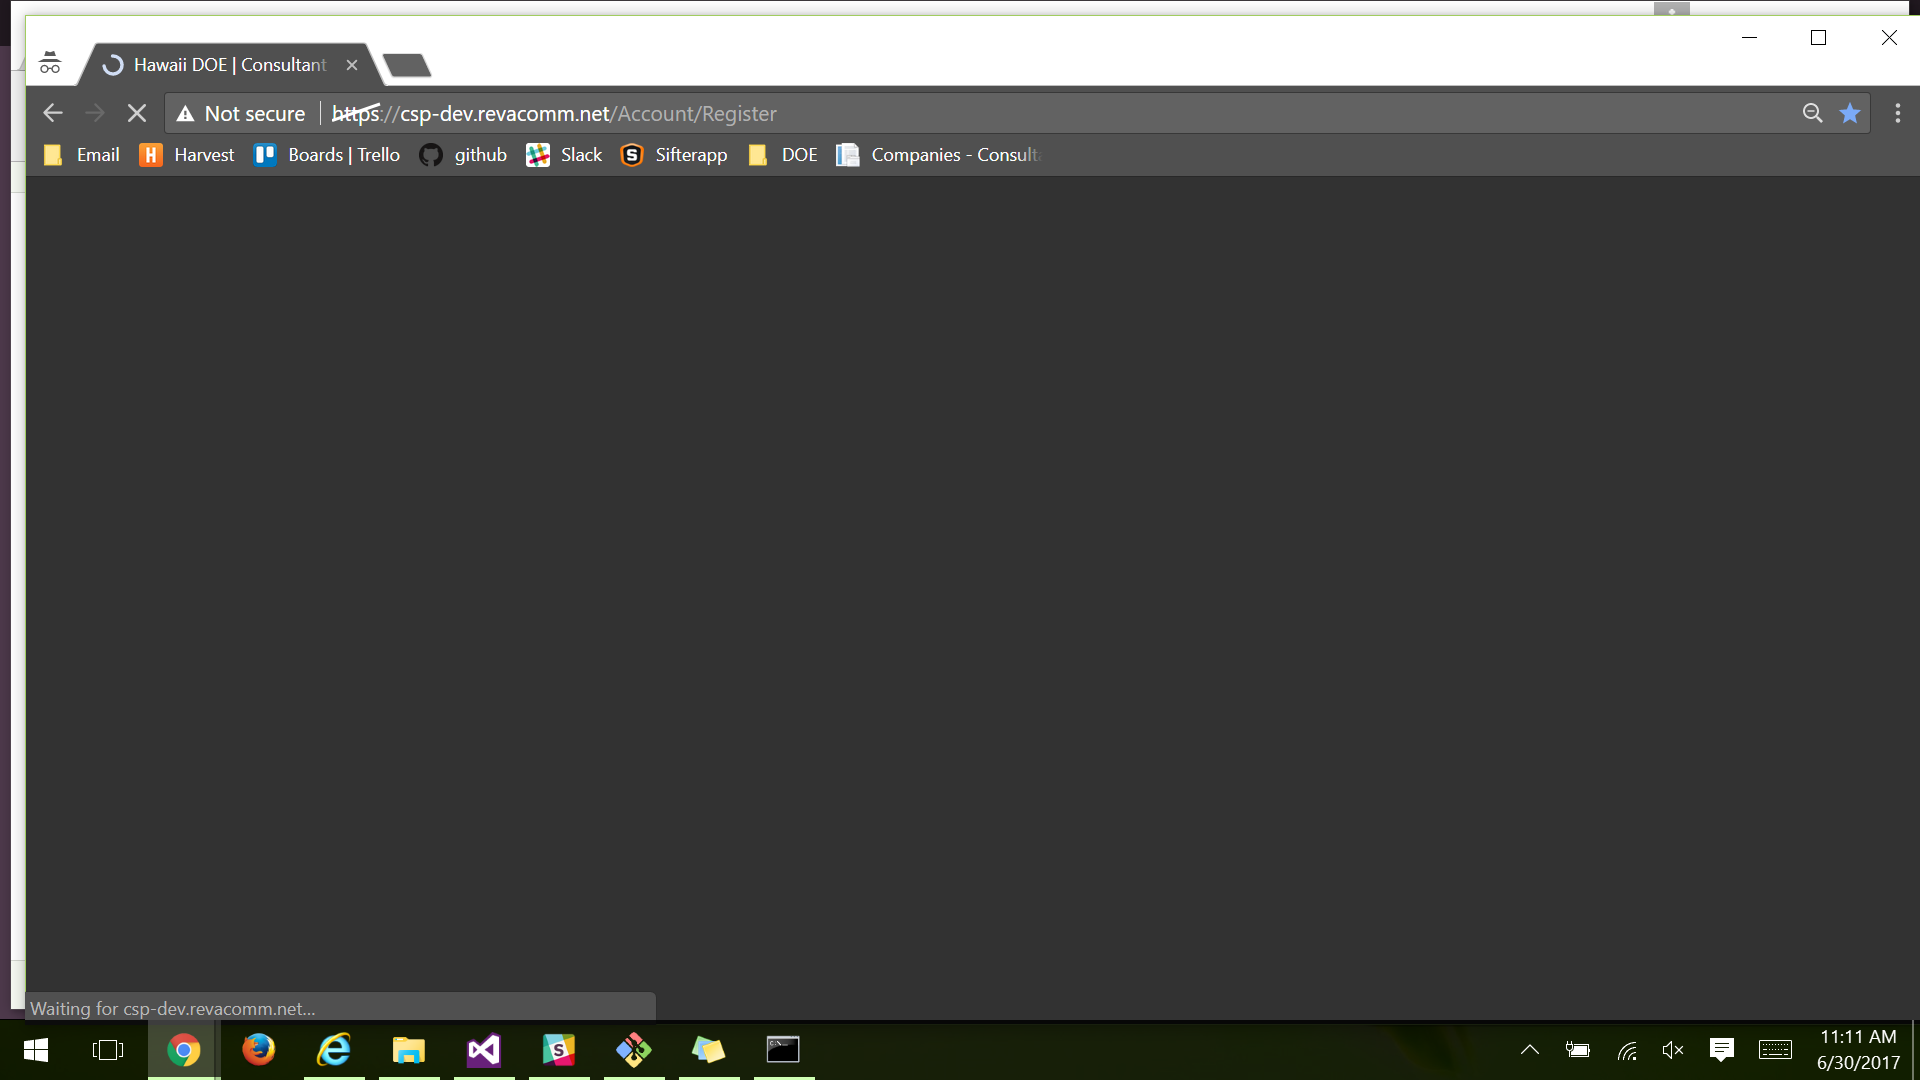 Hawaii DOE | Consultant
Not secure | https://csp-dev.revacomm.net/Account/Register
Email Harvest Boards | Trello github Slack Sifterapp DOE Companies - Consult
Waiting for csp-dev.revacomm.net...
11:11 AM
6/30/2017